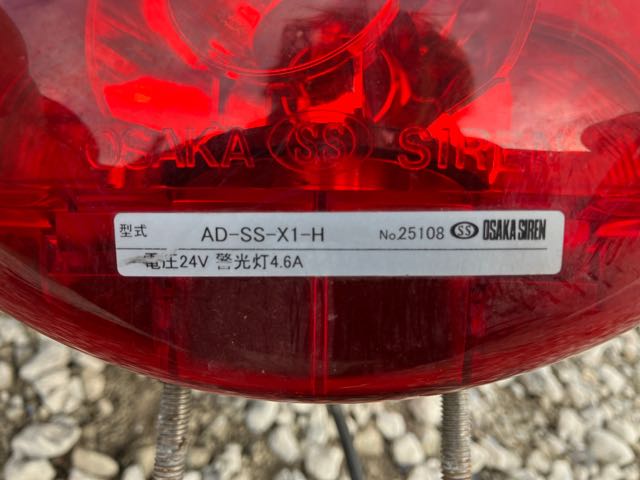 OSAKA SS SIREN
型式 AD-SS-X1-H No.25108 SS OSAKA SIREN
電圧24V 警光灯4.6A